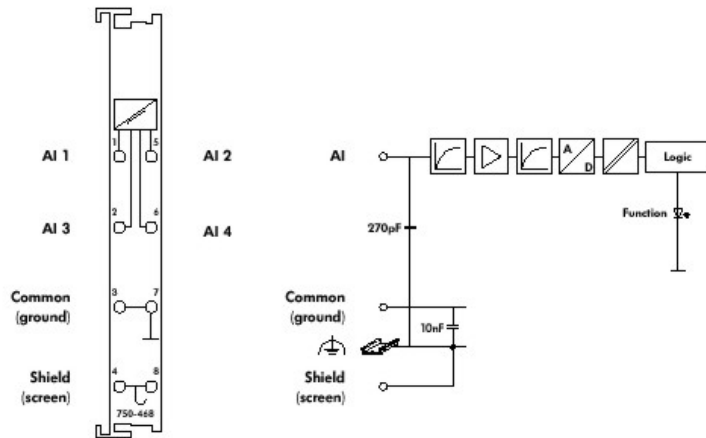 1 5
AI 1 AI 2
2 6
AI 3 AI 4
3 7
Common
(ground)
4 8
Shield
(screen)
750-468
AI
A
D
Logic
Function
270pF
Common
(ground)
10nF
Shield
(screen)